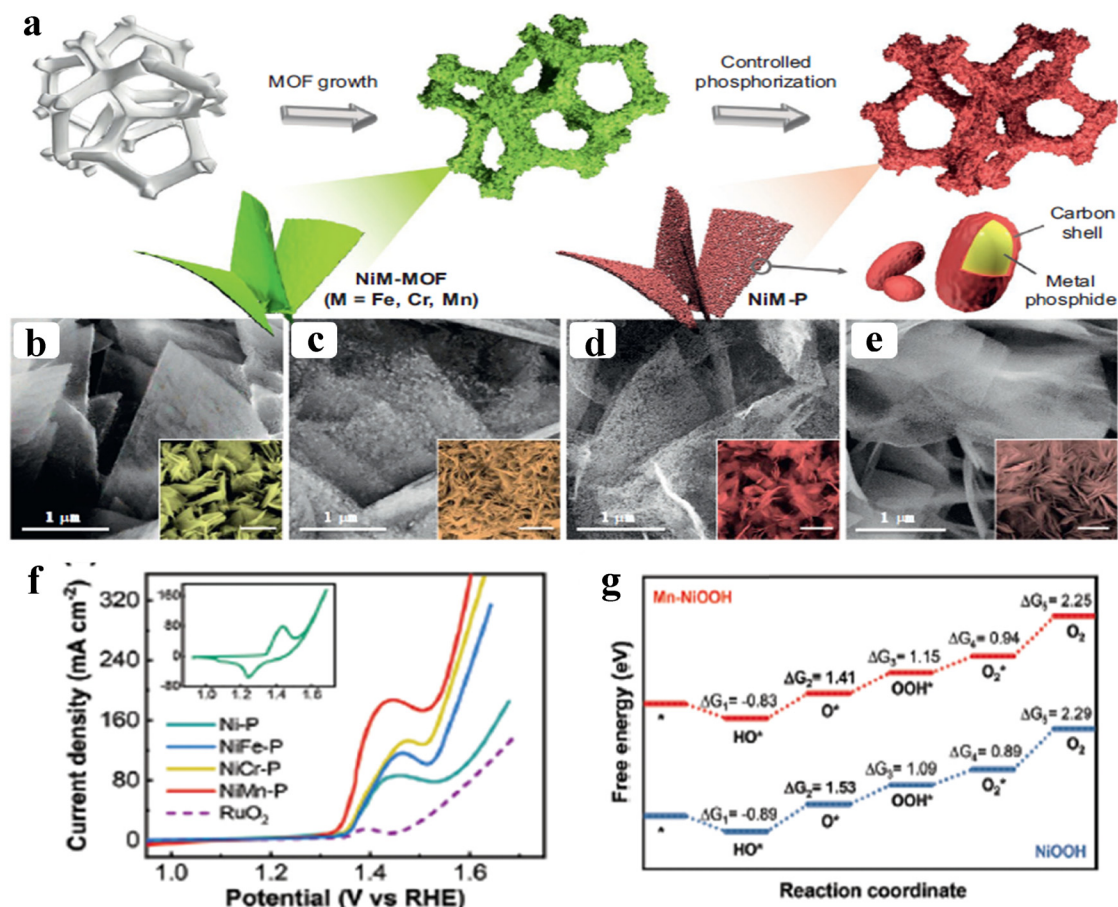 a
MOF growth
Controlled
phosphorization
NiM-MOF
(M = Fe, Cr, Mn)
NiM-P
Carbon
shell
Metal
phosphide
b
1 μm
c
1 μm
d
1 μm
e
1 μm
f
Current density (mA cm-2)
320
240
160
80
0
160
80
0
-80
1.0 1.2 1.4 1.6
Ni-P
NiFe-P
NiCr-P
NiMn-P
RuO2
1.0 1.2 1.4 1.6
Potential (V vs RHE)
g
Free energy (eV)
Mn-NiOOH
*
ΔG1= -0.83
HO*
ΔG2= 1.41
O*
ΔG3= 1.15
OOH*
ΔG4= 0.94
O2*
ΔG5= 2.25
O2
*
ΔG1= -0.89
HO*
ΔG2= 1.53
O*
ΔG3= 1.09
OOH*
ΔG4= 0.89
O2*
ΔG5= 2.29
O2
NiOOH
Reaction coordinate